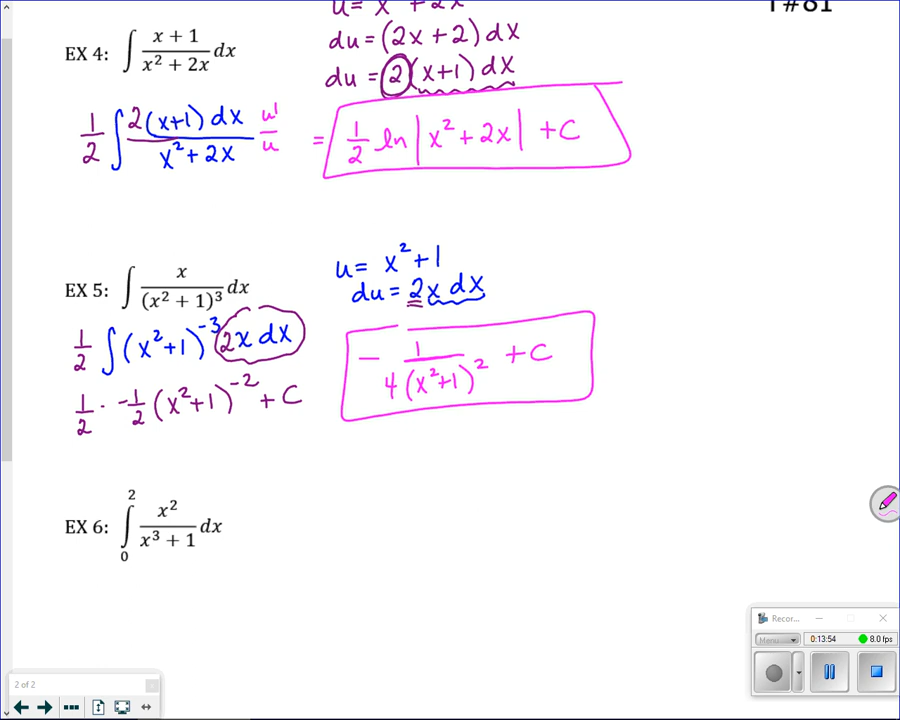 u = x² + 2x
T#81
du = (2x + 2) dx
du = 2(x+1) dx
EX 4: ∫ (x + 1)/(x² + 2x) dx
1/2 ∫ 2(x+1) dx / (x² + 2x) u'/u = 1/2 ln |x² + 2x| + C
EX 5: ∫ x/(x² + 1)³ dx
u = x² + 1
du = 2x dx
1/2 ∫ (x²+1)⁻³ 2x dx
1/2 · -1/2 (x²+1)⁻² + C
- 1/(4(x²+1)²) + C
EX 6: ∫₀² x²/(x³ + 1) dx
Recor...
Menu
0:13:54
8.0 fps
2 of 2